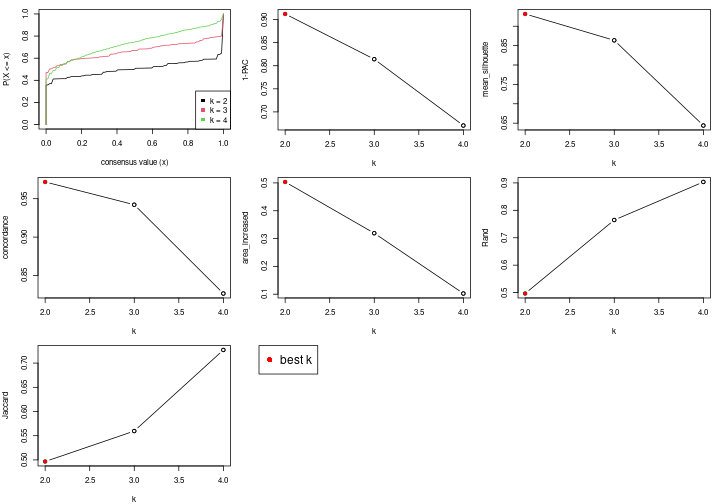 P(X <= x)
0.0 0.2 0.4 0.6 0.8 1.0
0.0 0.2 0.4 0.6 0.8 1.0
consensus value (x)
k = 2
k = 3
k = 4
1-PAC
0.70 0.75 0.80 0.85 0.90
2.0 2.5 3.0 3.5 4.0
k
mean_silhouette
0.65 0.75 0.85
2.0 2.5 3.0 3.5 4.0
k
concordance
0.85 0.90 0.95
2.0 2.5 3.0 3.5 4.0
k
area_increased
0.1 0.2 0.3 0.4 0.5
2.0 2.5 3.0 3.5 4.0
k
Rand
0.5 0.6 0.7 0.8 0.9
2.0 2.5 3.0 3.5 4.0
k
Jaccard
0.50 0.55 0.60 0.65 0.70
2.0 2.5 3.0 3.5 4.0
k
best k